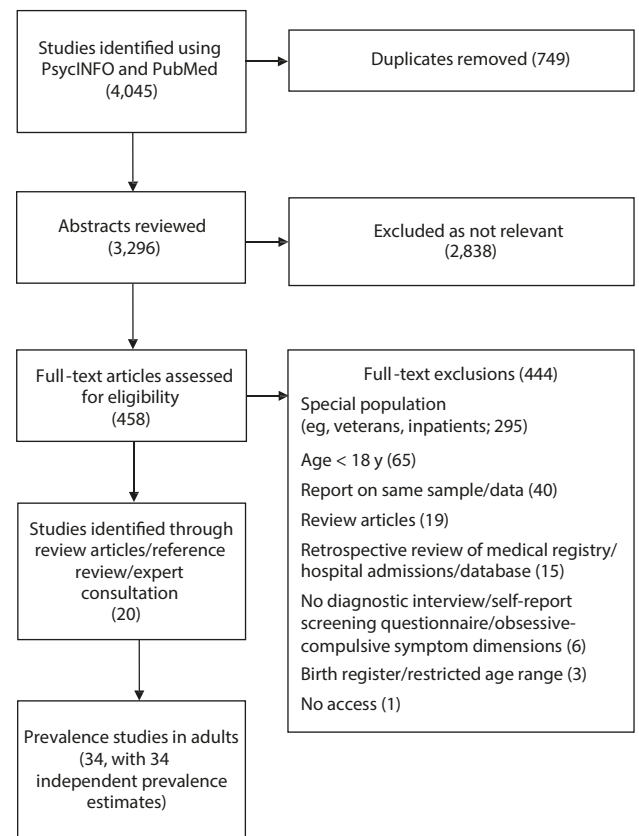 Studies identified using
PsycINFO and PubMed
(4,045)
Duplicates removed (749)
Abstracts reviewed
(3,296)
Excluded as not relevant
(2,838)
Full-text articles assessed
for eligibility
(458)
Full-text exclusions (444)
Special population
(eg, veterans, inpatients; 295)
Age < 18 y (65)
Report on same sample/data (40)
Review articles (19)
Retrospective review of medical registry/
hospital admissions/database (15)
No diagnostic interview/self-report
screening questionnaire/obsessive-
compulsive symptom dimensions (6)
Birth register/restricted age range (3)
No access (1)
Studies identified through
review articles/reference
review/expert
consultation
(20)
Prevalence studies in adults
(34, with 34
independent prevalence
estimates)